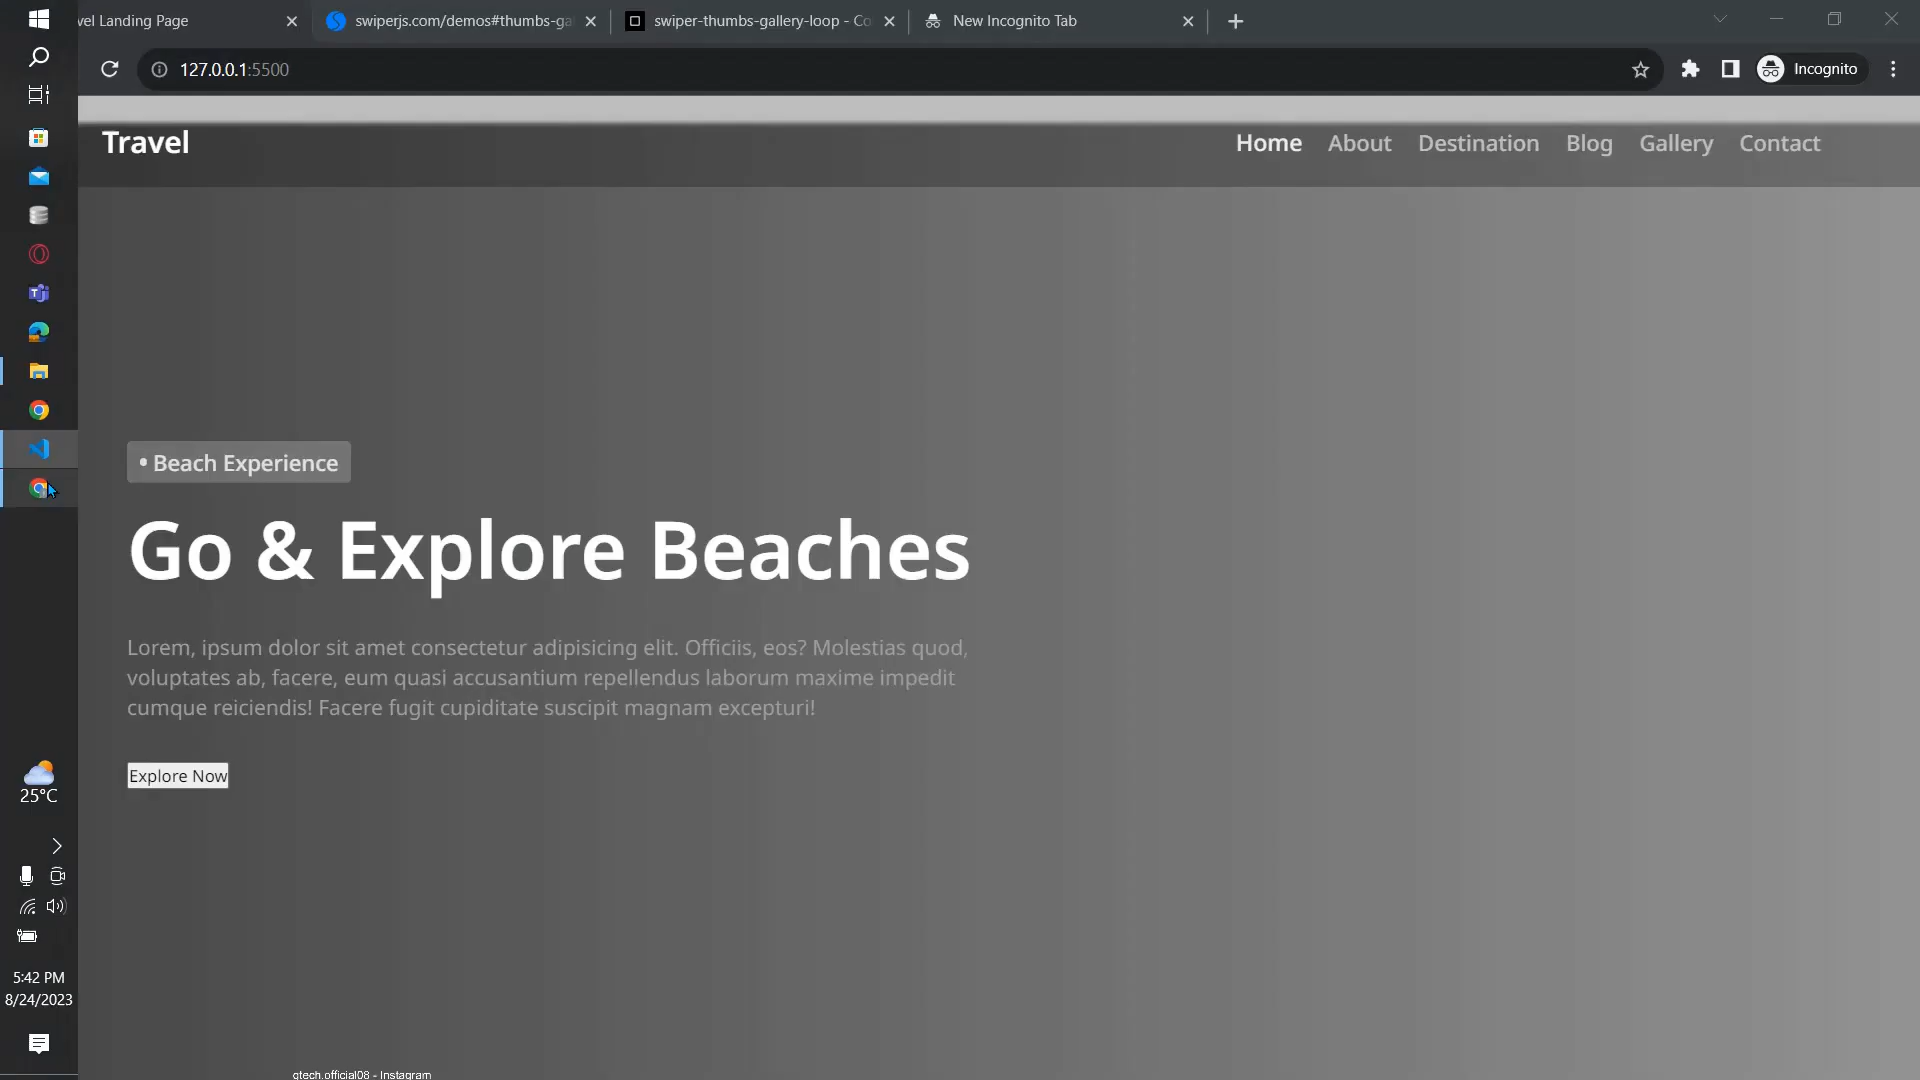 vel Landing Page
swiperjs.com/demos#thumbs-ga
swiper-thumbs-gallery-loop - Co
New Incognito Tab
127.0.0.1:5500
Incognito
Travel
Home
About
Destination
Blog
Gallery
Contact
• Beach Experience
Go & Explore Beaches
Lorem, ipsum dolor sit amet consectetur adipisicing elit. Officiis, eos? Molestias quod,
voluptates ab, facere, eum quasi accusantium repellendus laborum maxime impedit
cumque reiciendis! Facere fugit cupiditate suscipit magnam excepturi!
Explore Now
25°C
5:42 PM
8/24/2023
gtech.official08 - Instagram